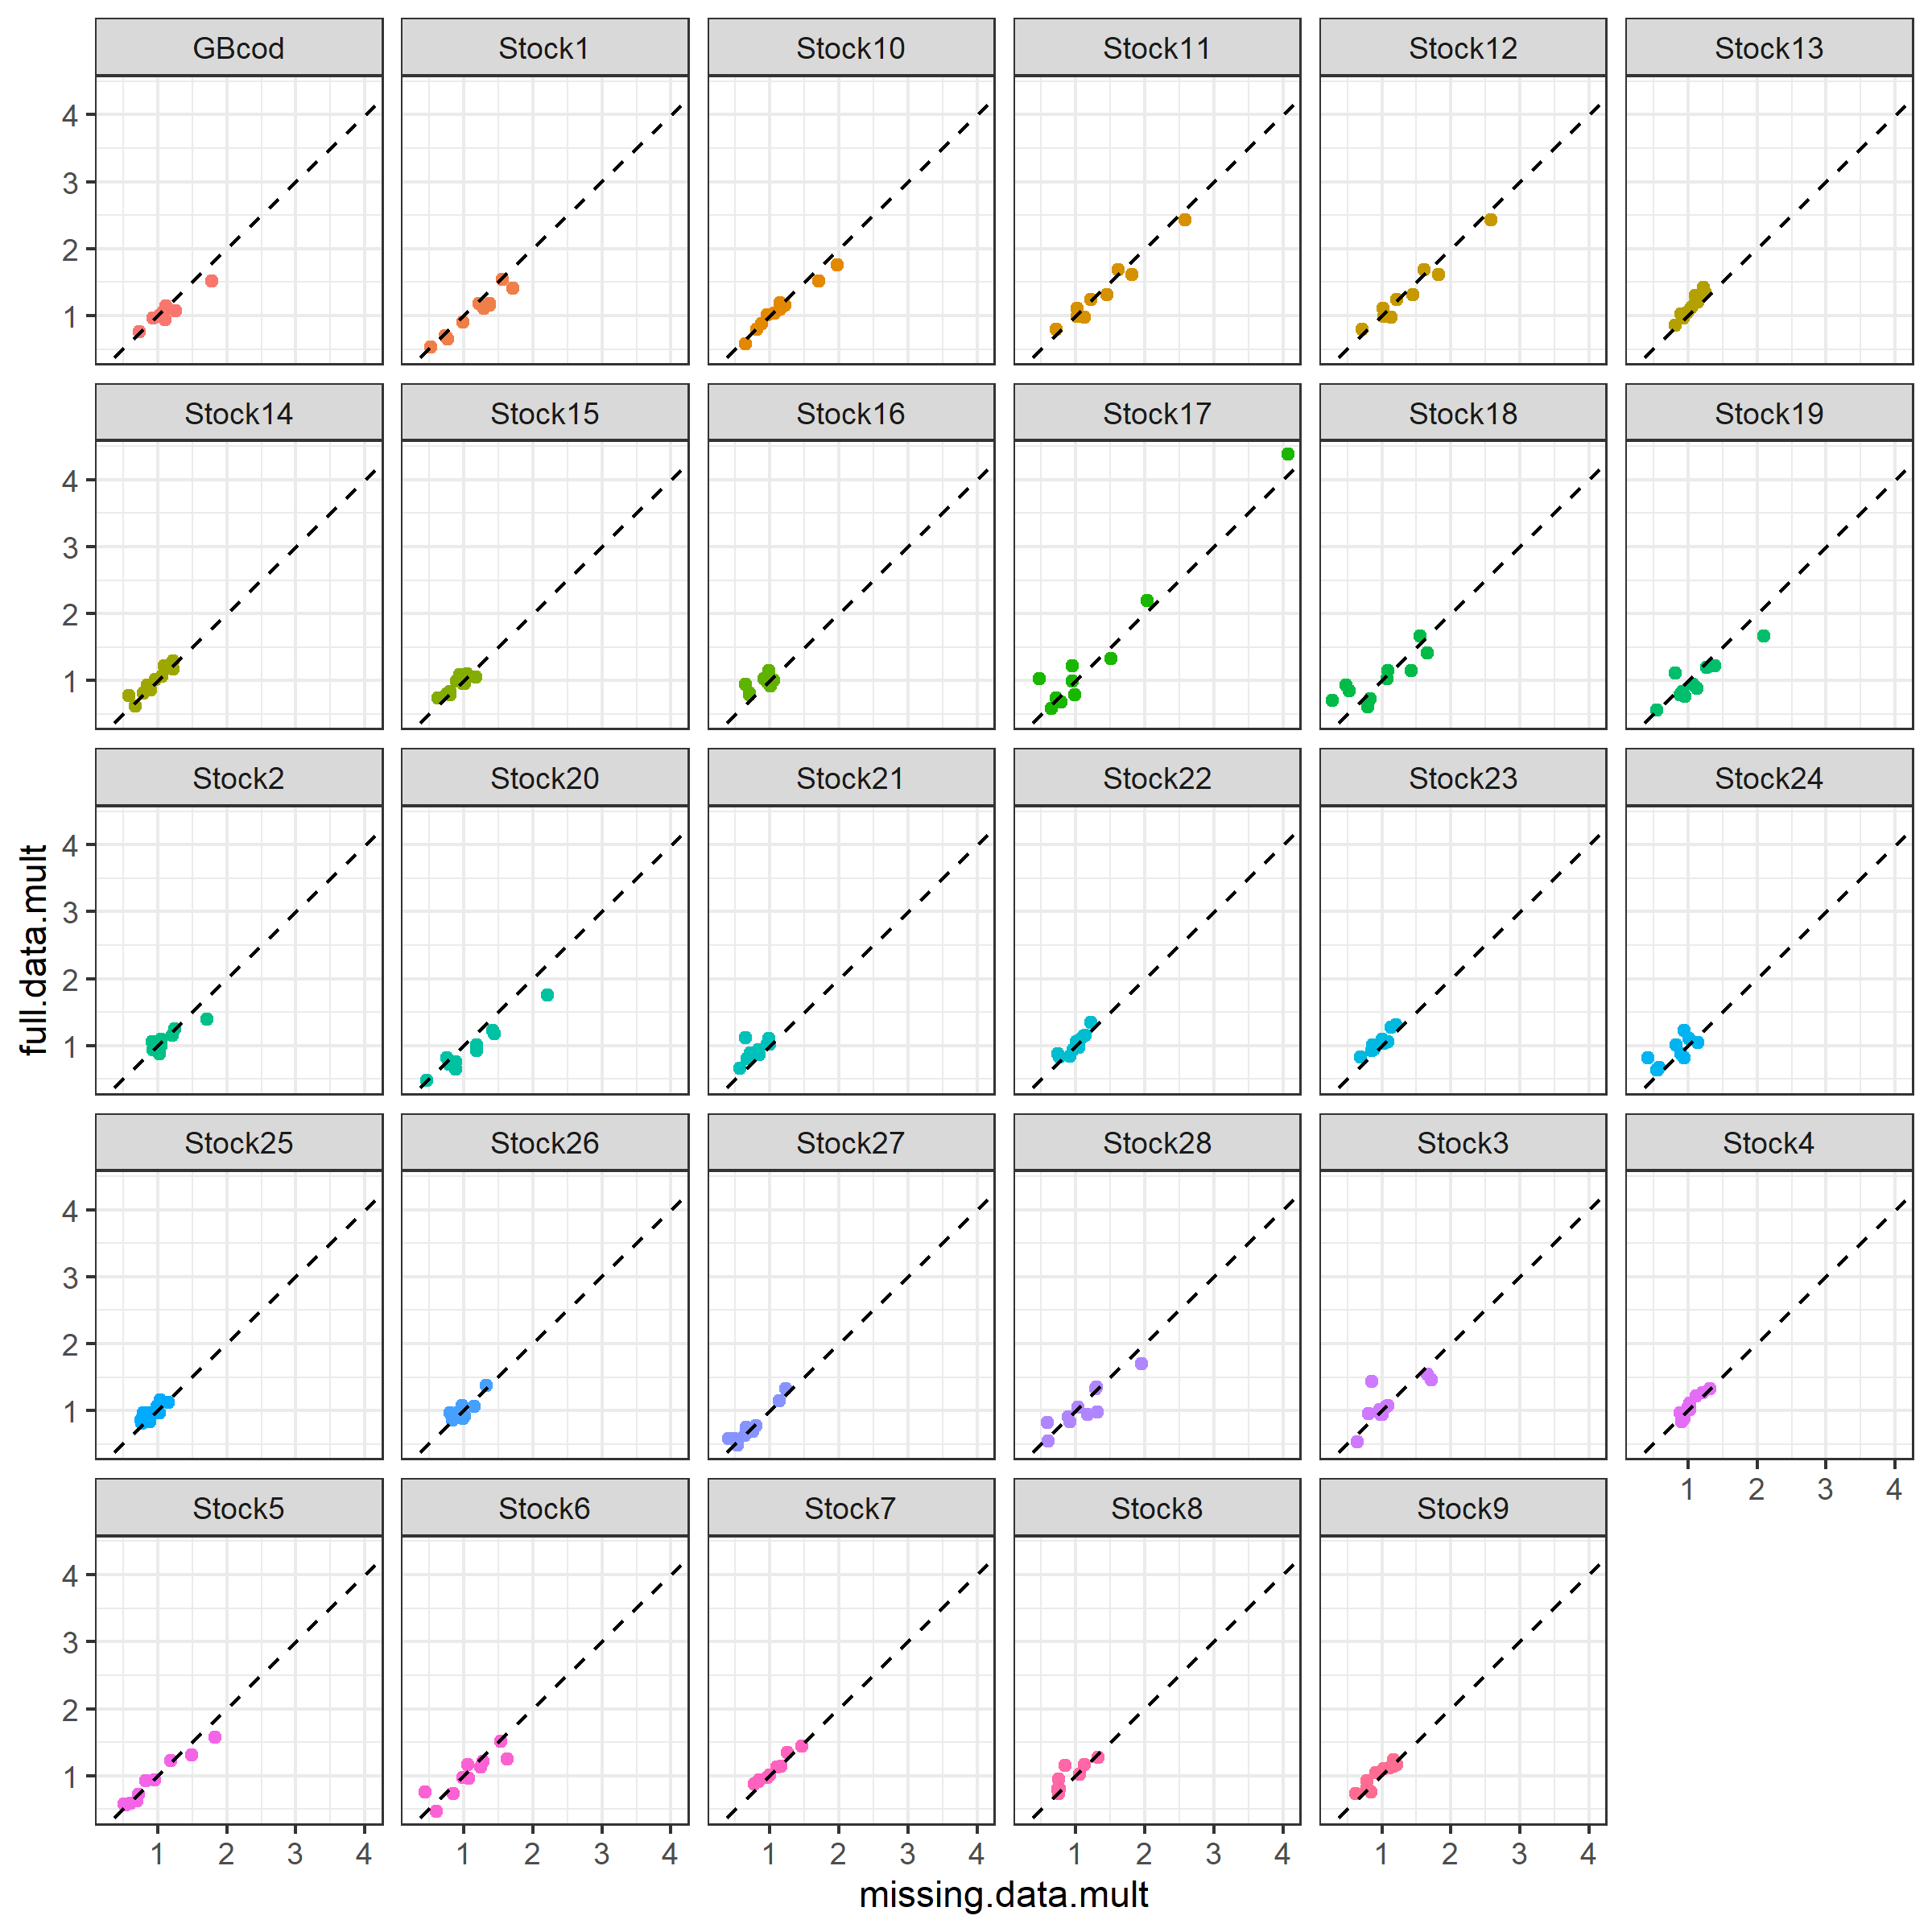 GBcod Stock1 Stock10 Stock11 Stock12 Stock13
4
3
2
1
Stock14 Stock15 Stock16 Stock17 Stock18 Stock19
4
3
2
1
Stock2 Stock20 Stock21 Stock22 Stock23 Stock24
full.data.mult
4
3
2
1
Stock25 Stock26 Stock27 Stock28 Stock3 Stock4
4
3
2
1
1 2 3 4
Stock5 Stock6 Stock7 Stock8 Stock9
4
3
2
1
1 2 3 4 1 2 3 4 1 2 3 4 1 2 3 4 1 2 3 4
missing.data.mult